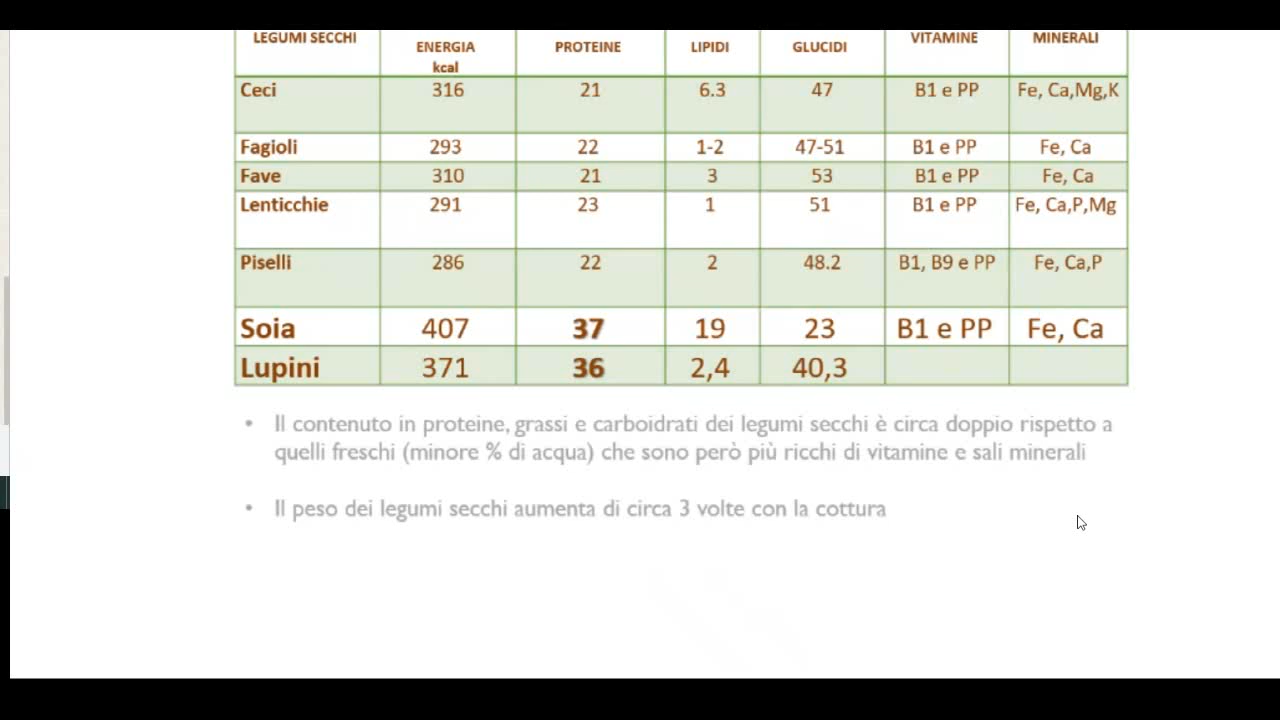 LEGUMI SECCHI ENERGIA kcal PROTEINE LIPIDI GLUCIDI VITAMINE MINERALI
Ceci 316 21 6.3 47 B1 e PP Fe, Ca,Mg,K
Fagioli 293 22 1-2 47-51 B1 e PP Fe, Ca
Fave 310 21 3 53 B1 e PP Fe, Ca
Lenticchie 291 23 1 51 B1 e PP Fe, Ca,P,Mg
Piselli 286 22 2 48.2 B1, B9 e PP Fe, Ca,P
Soia 407 37 19 23 B1 e PP Fe, Ca
Lupini 371 36 2,4 40,3
• Il contenuto in proteine, grassi e carboidrati dei legumi secchi è circa doppio rispetto a
quelli freschi (minore % di acqua) che sono però più ricchi di vitamine e sali minerali
• Il peso dei legumi secchi aumenta di circa 3 volte con la cottura